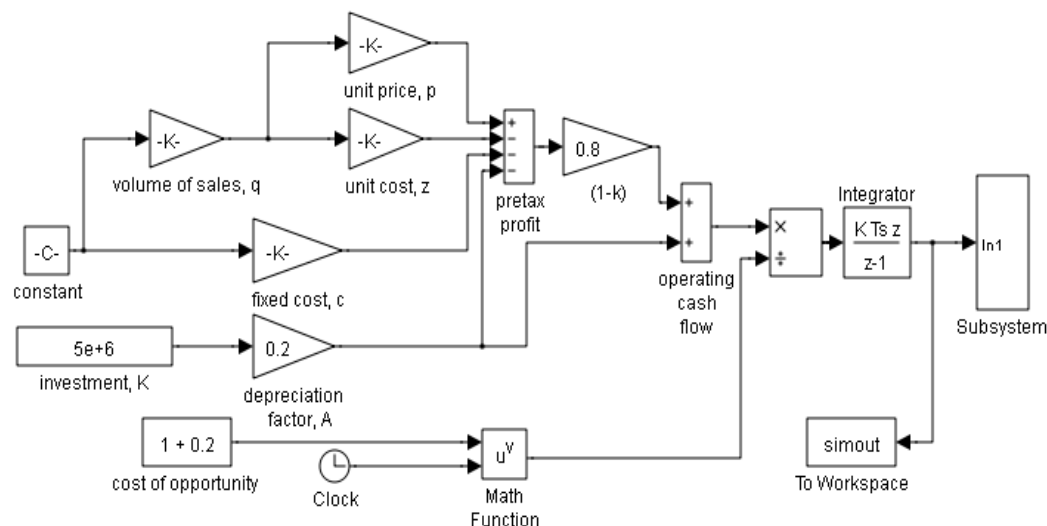 -K-
unit price, p
-K-
volume of sales, q
-K-
unit cost, z
+
−
−
−
pretax
profit
0.8
(1-k)
-C-
constant
-K-
fixed cost, c
5e+6
investment, K
0.2
depreciation
factor, A
+
+
operating
cash
flow
×
÷
Integrator
K Ts z
z-1
In1
Subsystem
1 + 0.2
cost of opportunity
Clock
u^v
Math
Function
simout
To Workspace